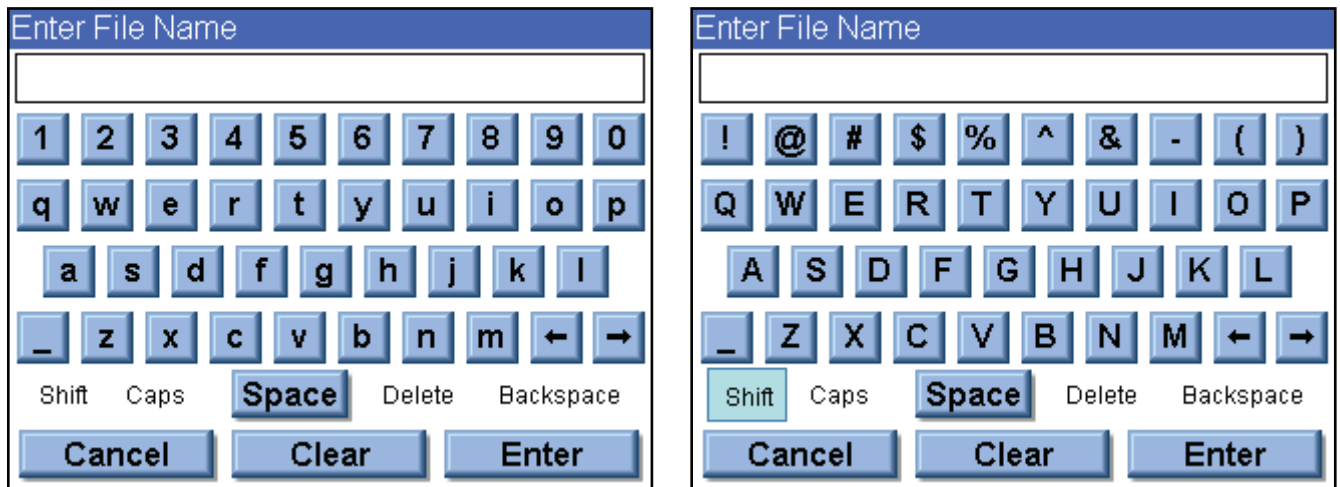 Enter File Name
1 2 3 4 5 6 7 8 9 0
q w e r t y u i o p
a s d f g h j k l
_ z x c v b n m ← →
Shift Caps Space Delete Backspace
Cancel Clear Enter
Enter File Name
! @ # $ % ^ & - ( )
Q W E R T Y U I O P
A S D F G H J K L
_ Z X C V B N M ← →
Shift Caps Space Delete Backspace
Cancel Clear Enter